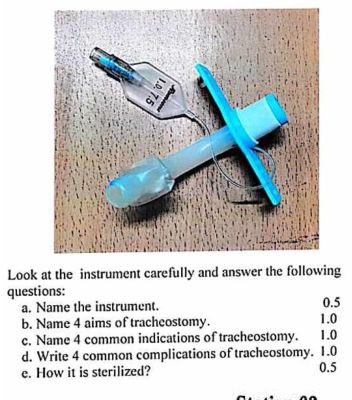 I.D. 7.5
Look at the instrument carefully and answer the following
questions:
a. Name the instrument. 0.5
b. Name 4 aims of tracheostomy. 1.0
c. Name 4 common indications of tracheostomy. 1.0
d. Write 4 common complications of tracheostomy. 1.0
e. How it is sterilized? 0.5